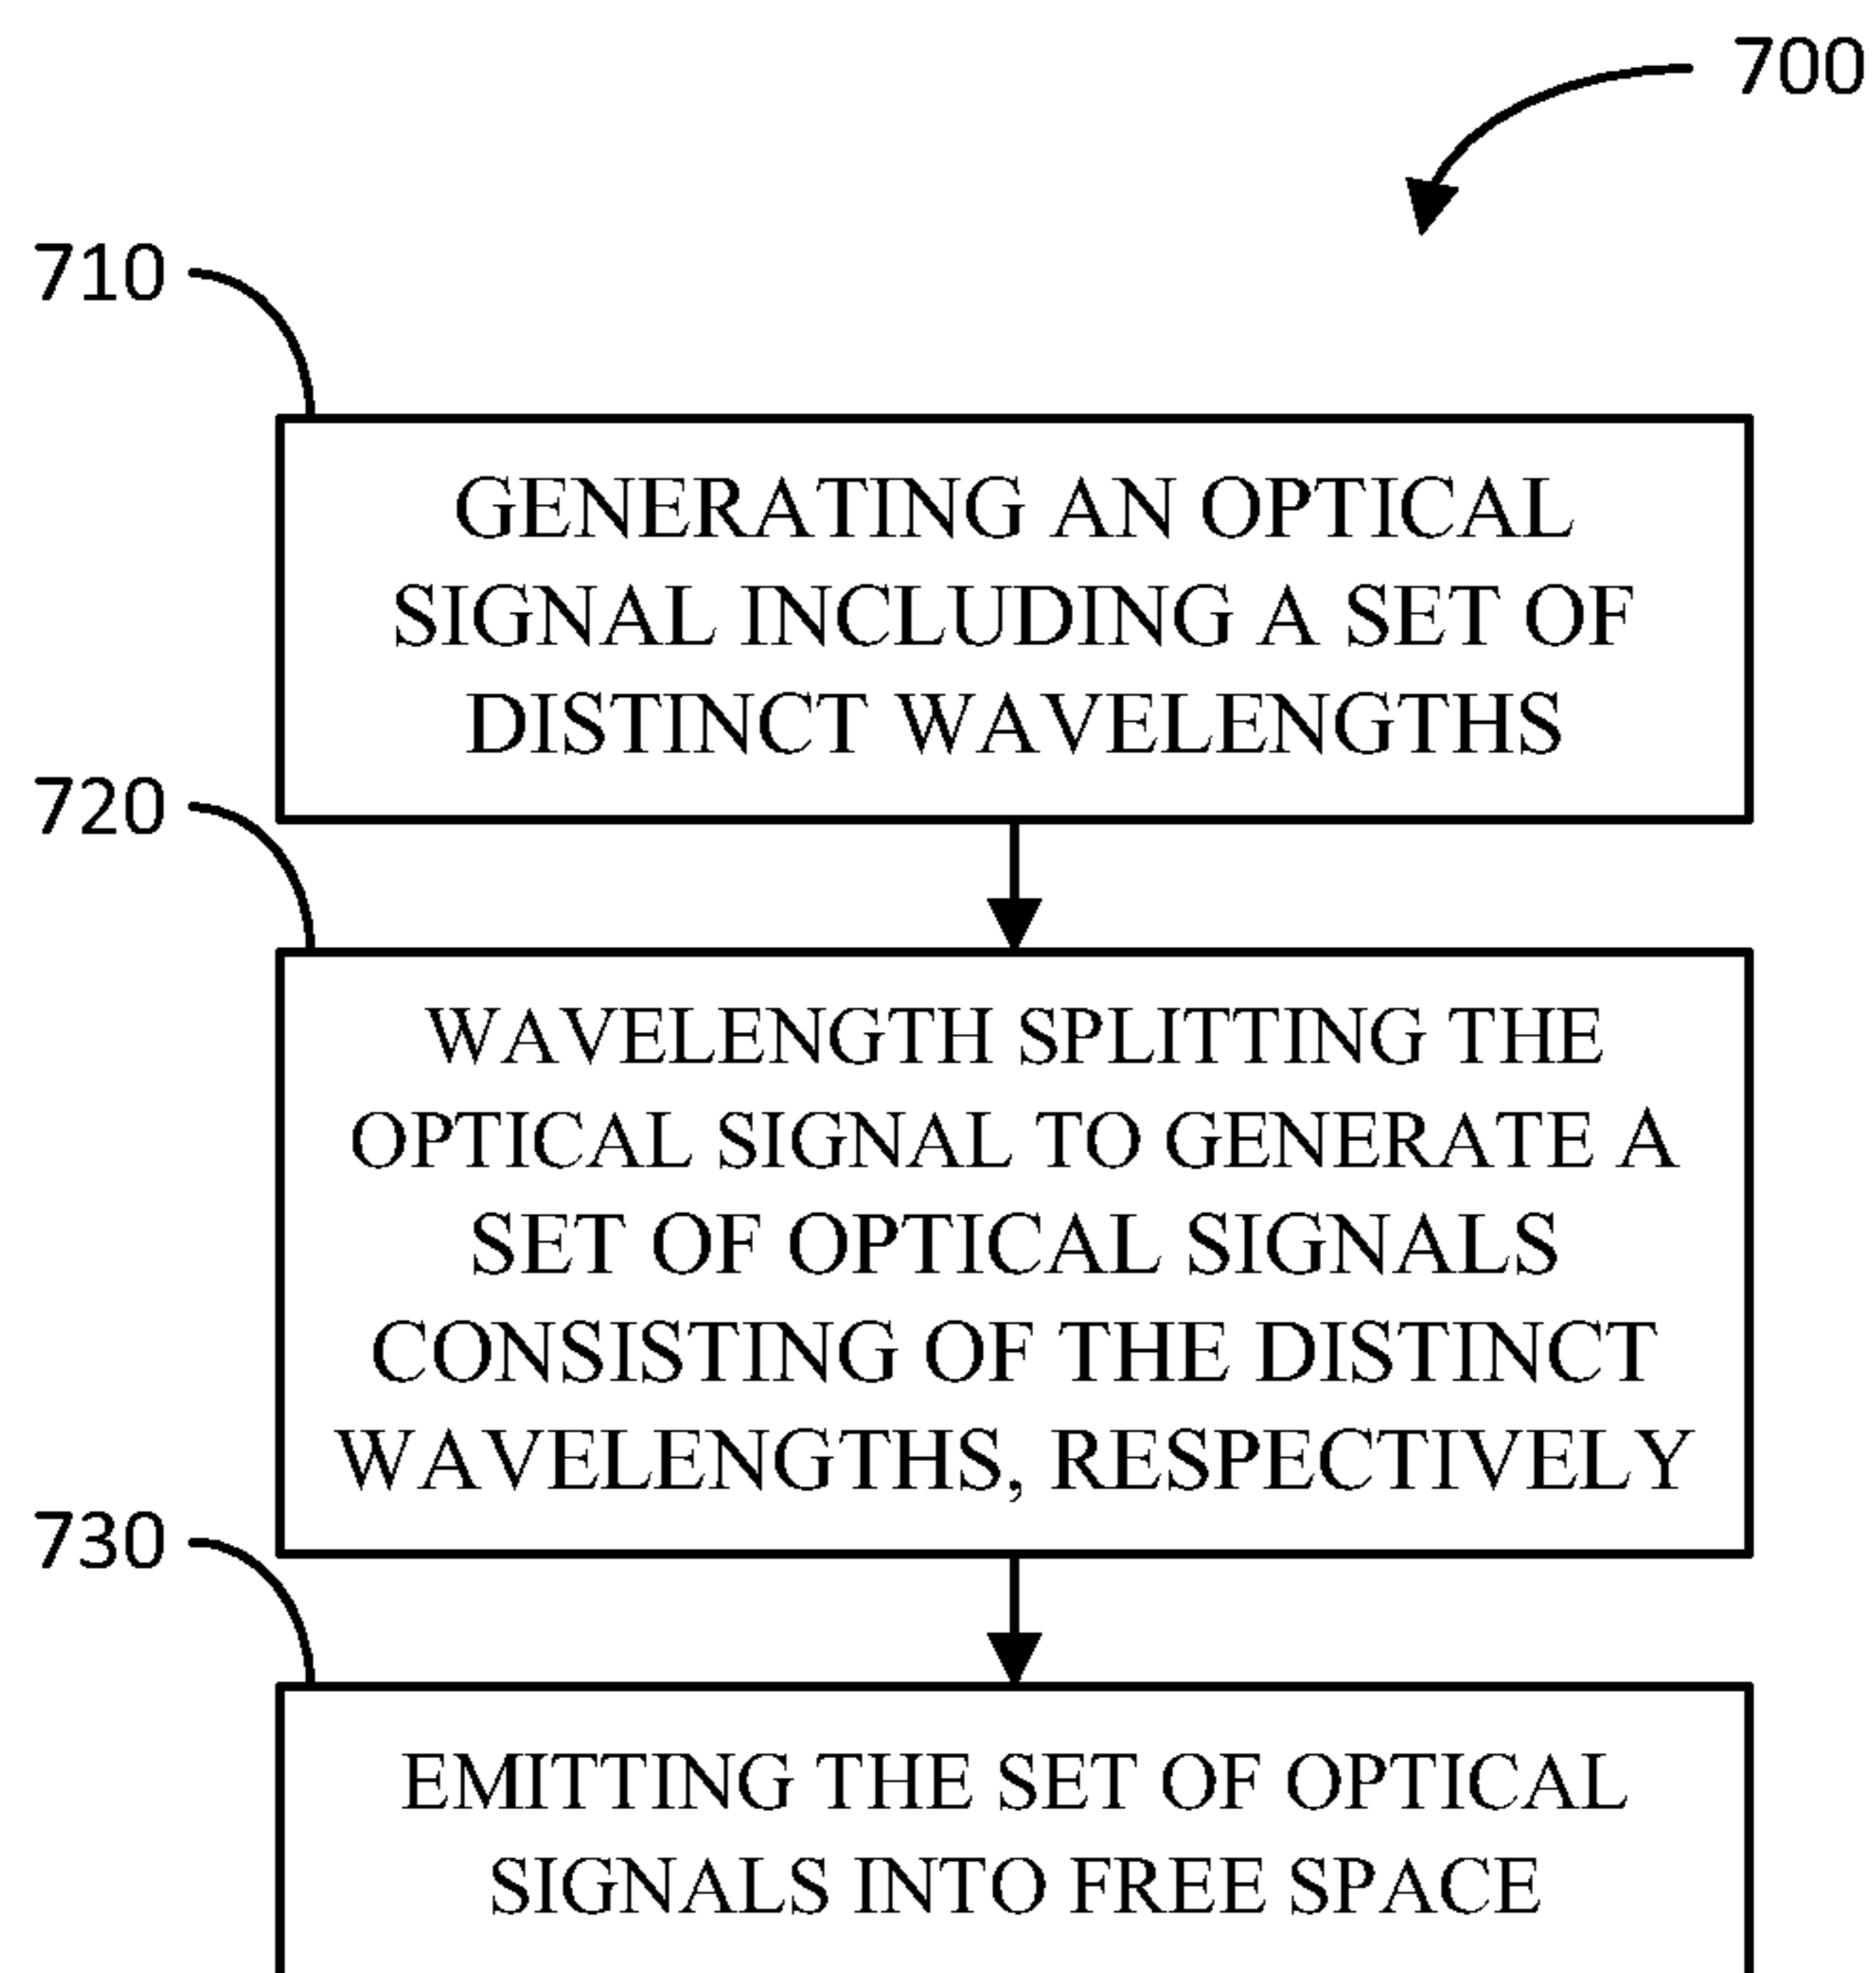 700
710
GENERATING AN OPTICAL
SIGNAL INCLUDING A SET OF
DISTINCT WAVELENGTHS
720
WAVELENGTH SPLITTING THE
OPTICAL SIGNAL TO GENERATE A
SET OF OPTICAL SIGNALS
CONSISTING OF THE DISTINCT
WAVELENGTHS, RESPECTIVELY
730
EMITTING THE SET OF OPTICAL
SIGNALS INTO FREE SPACE